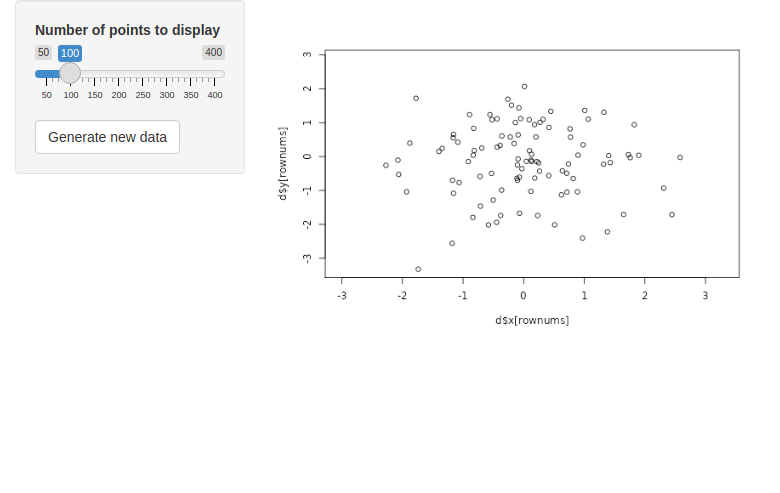 Number of points to display
50 100 400
50 100 150 200 250 300 350 400
Generate new data
d$y[rownums]
3
2
1
0
-1
-2
-3
-3 -2 -1 0 1 2 3
d$x[rownums]